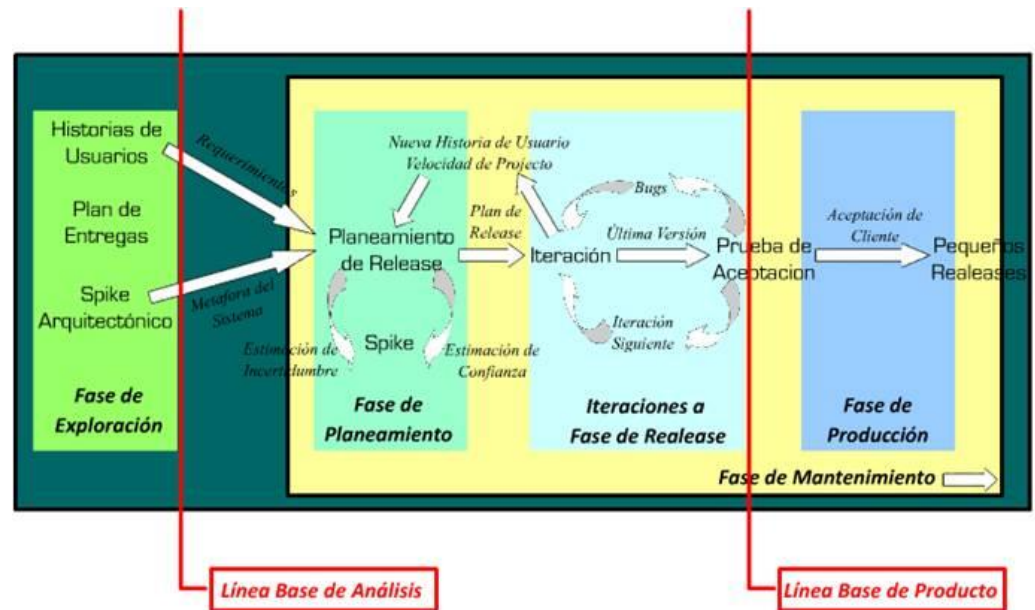 Historias de
Usuarios
Plan de
Entregas
Spike
Arquitectónico
Fase de
Exploración
Requerimientos
Metafora del
Sistema
Nueva Historia de Usuario
Velocidad de Projecto
Planeamiento
de Release
Estimación de
Incertidumbre
Spike
Estimación de
Confianza
Fase de
Planeamiento
Plan de
Release
Iteración
Bugs
Última Versión
Iteración
Siguiente
Prueba de
Aceptacion
Iteraciones a
Fase de Realease
Aceptación de
Cliente
Pequeños
Realeases
Fase de
Producción
Fase de Mantenimiento
Línea Base de Análisis
Línea Base de Producto